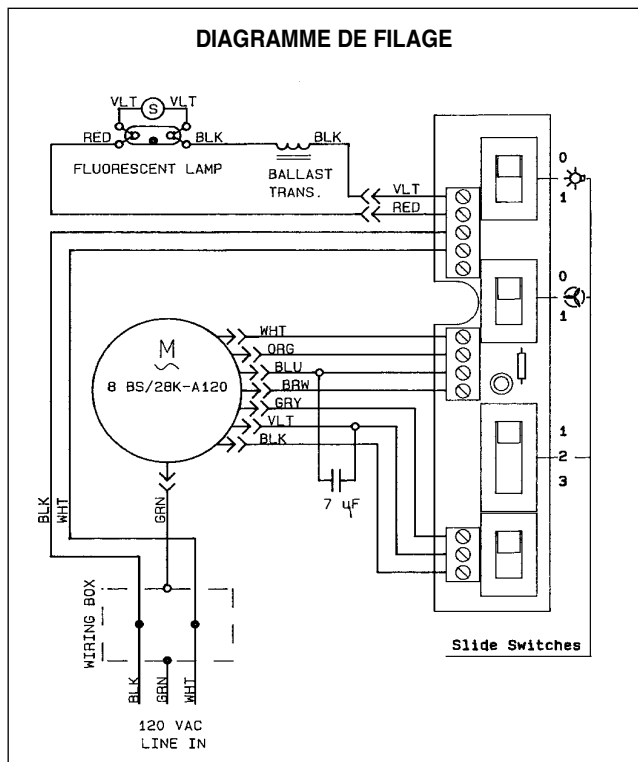 DIAGRAMME DE FILAGE
VLT S VLT
RED BLK BLK
FLUORESCENT LAMP
BALLAST
TRANS.
VLT
RED
0
1
0
1
M
8 BS/28K-A120
WHT
ORG
BLU
BRW
GRY
VLT
BLK
7 µF
1
2
3
BLK
WHT
GRN
WIRING BOX
BLK
GRN
WHT
120 VAC
LINE IN
Slide Switches